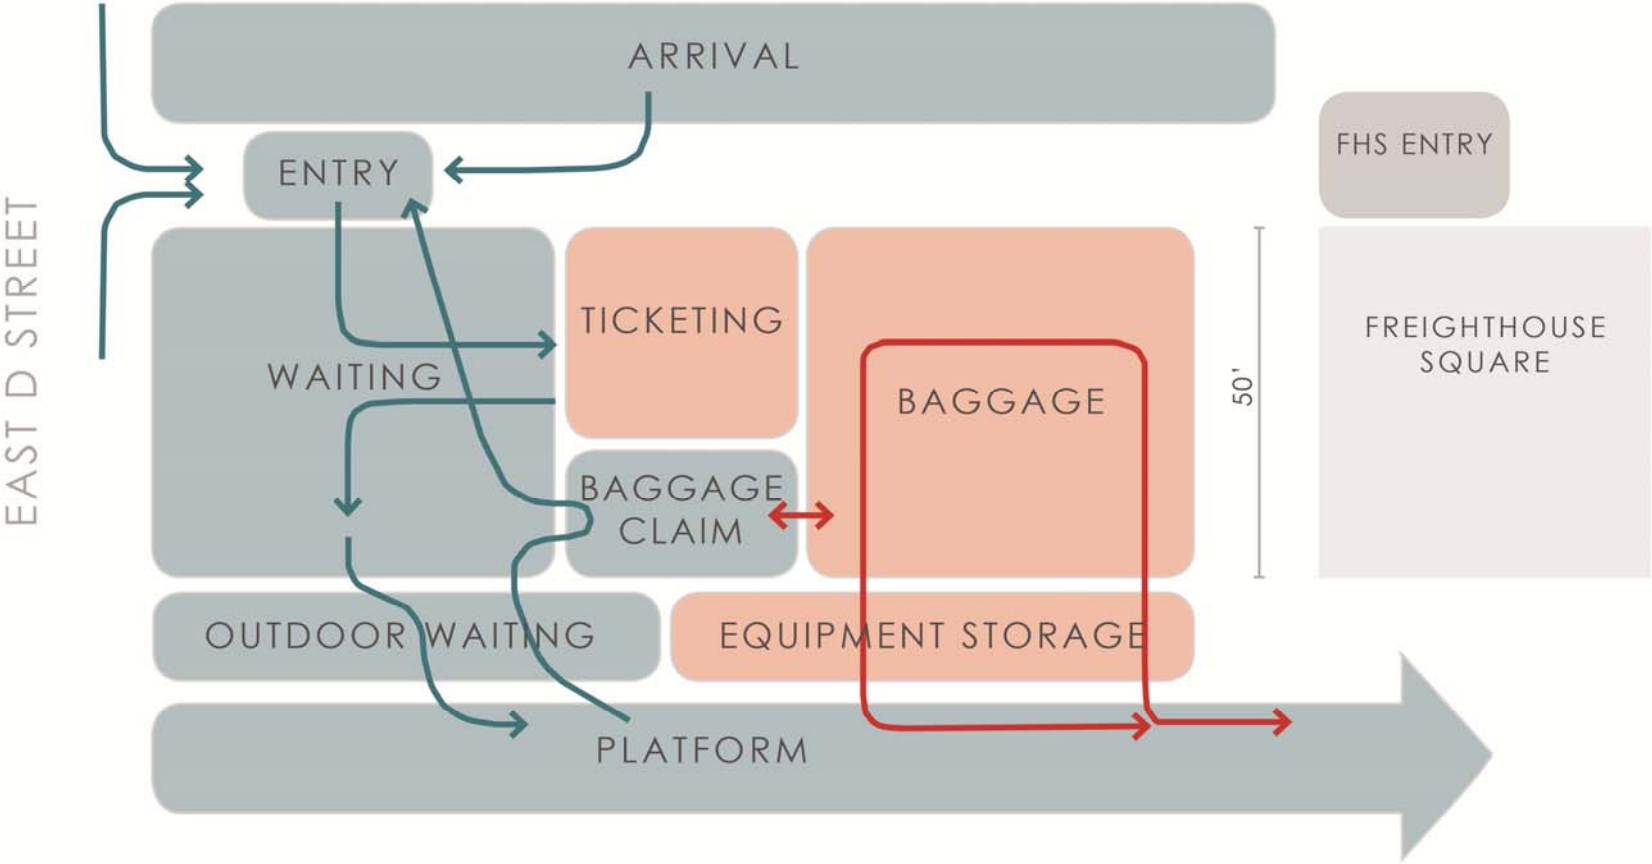 ARRIVAL
FHS ENTRY
ENTRY
EAST D STREET
TICKETING
FREIGHTHOUSE
SQUARE
WAITING
BAGGAGE
50'
BAGGAGE
CLAIM
OUTDOOR WAITING
EQUIPMENT STORAGE
PLATFORM